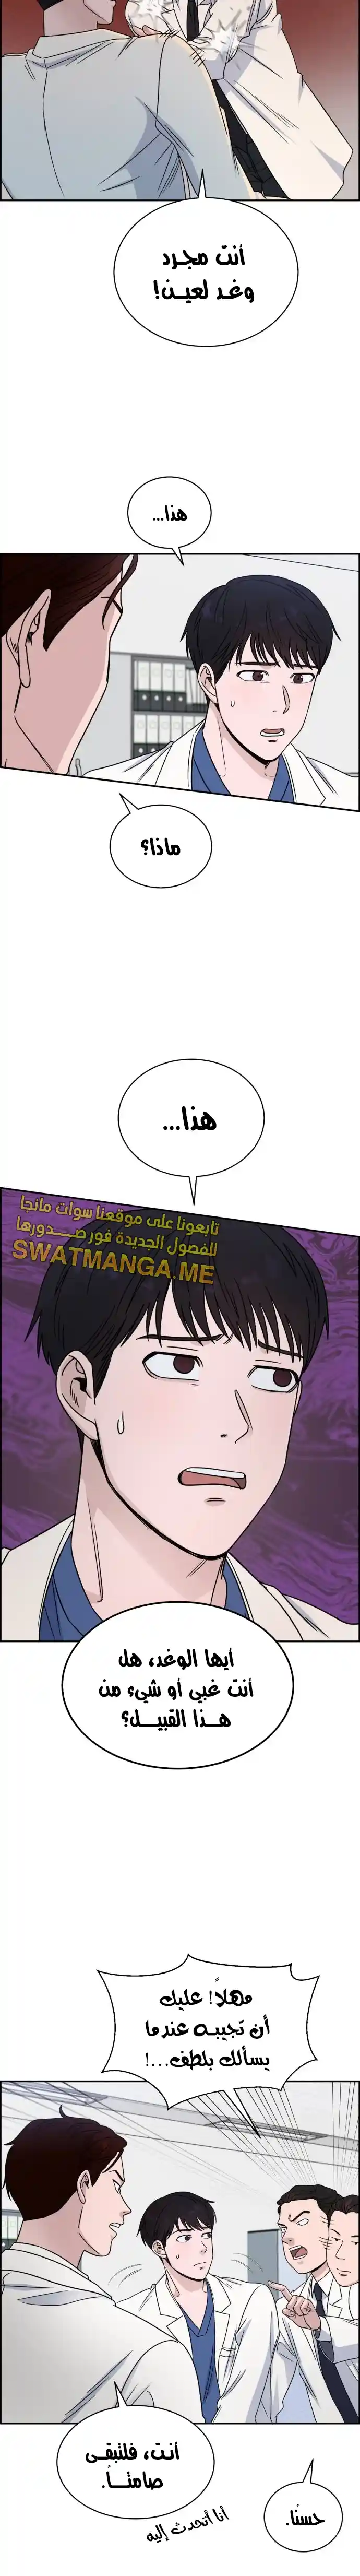 أنت مجرد
وغد لعين!
هذا...
ماذا؟
هذا...
تابعونا على موقعنا سوات مانجا
للفصول الجديدة فور صدورها
SWATMANGA.ME
أيها الوغد، هل
أنت غبي أو شيء من
هذا القبيل؟
مهلاً! عليك
أن تجيبه عندما
يسألك بلطف...!
أنت، فلتبقى
صامتاً.
أنا أتحدث إليه
حسنًا.